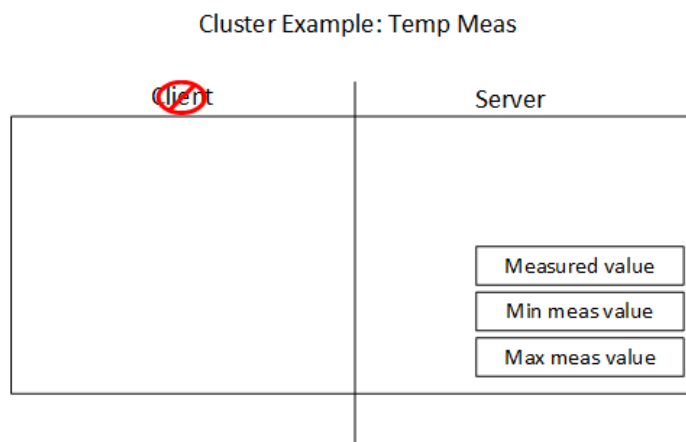 Cluster Example: Temp Meas
Client
Server
Measured value
Min meas value
Max meas value